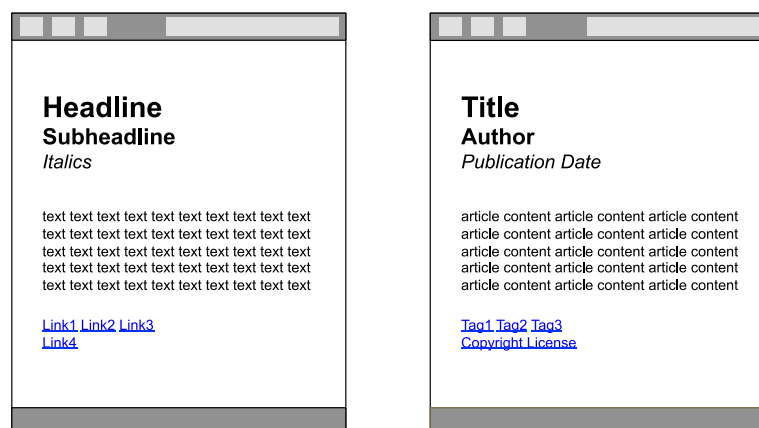 Headline
Subheadline
Italics
text text text text text text text text text text
text text text text text text text text text text
text text text text text text text text text text
text text text text text text text text text text
text text text text text text text text text text
Link1 Link2 Link3
Link4
Title
Author
Publication Date
article content article content article content
article content article content article content
article content article content article content
article content article content article content
article content article content article content
Tag1 Tag2 Tag3
Copyright License